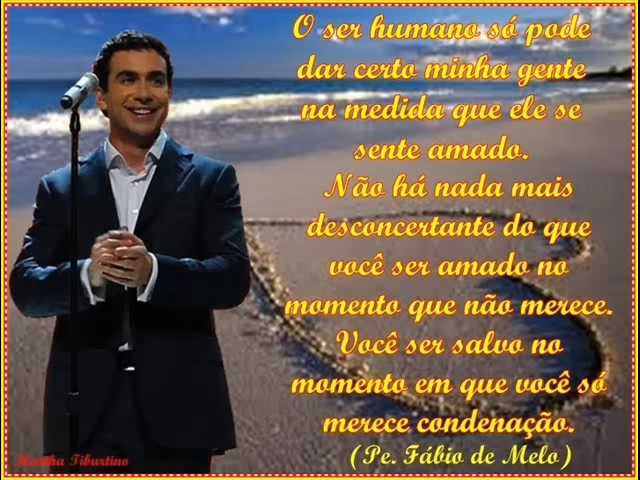 O ser humano só pode
dar certo minha gente
na medida que ele se
sente amado.
Não há nada mais
desconcertante do que
você ser amado no
momento que não merece.
Você ser salvo no
momento em que você só
merece condenação.
(Pe. Fábio de Melo)
Martha Tiburtino